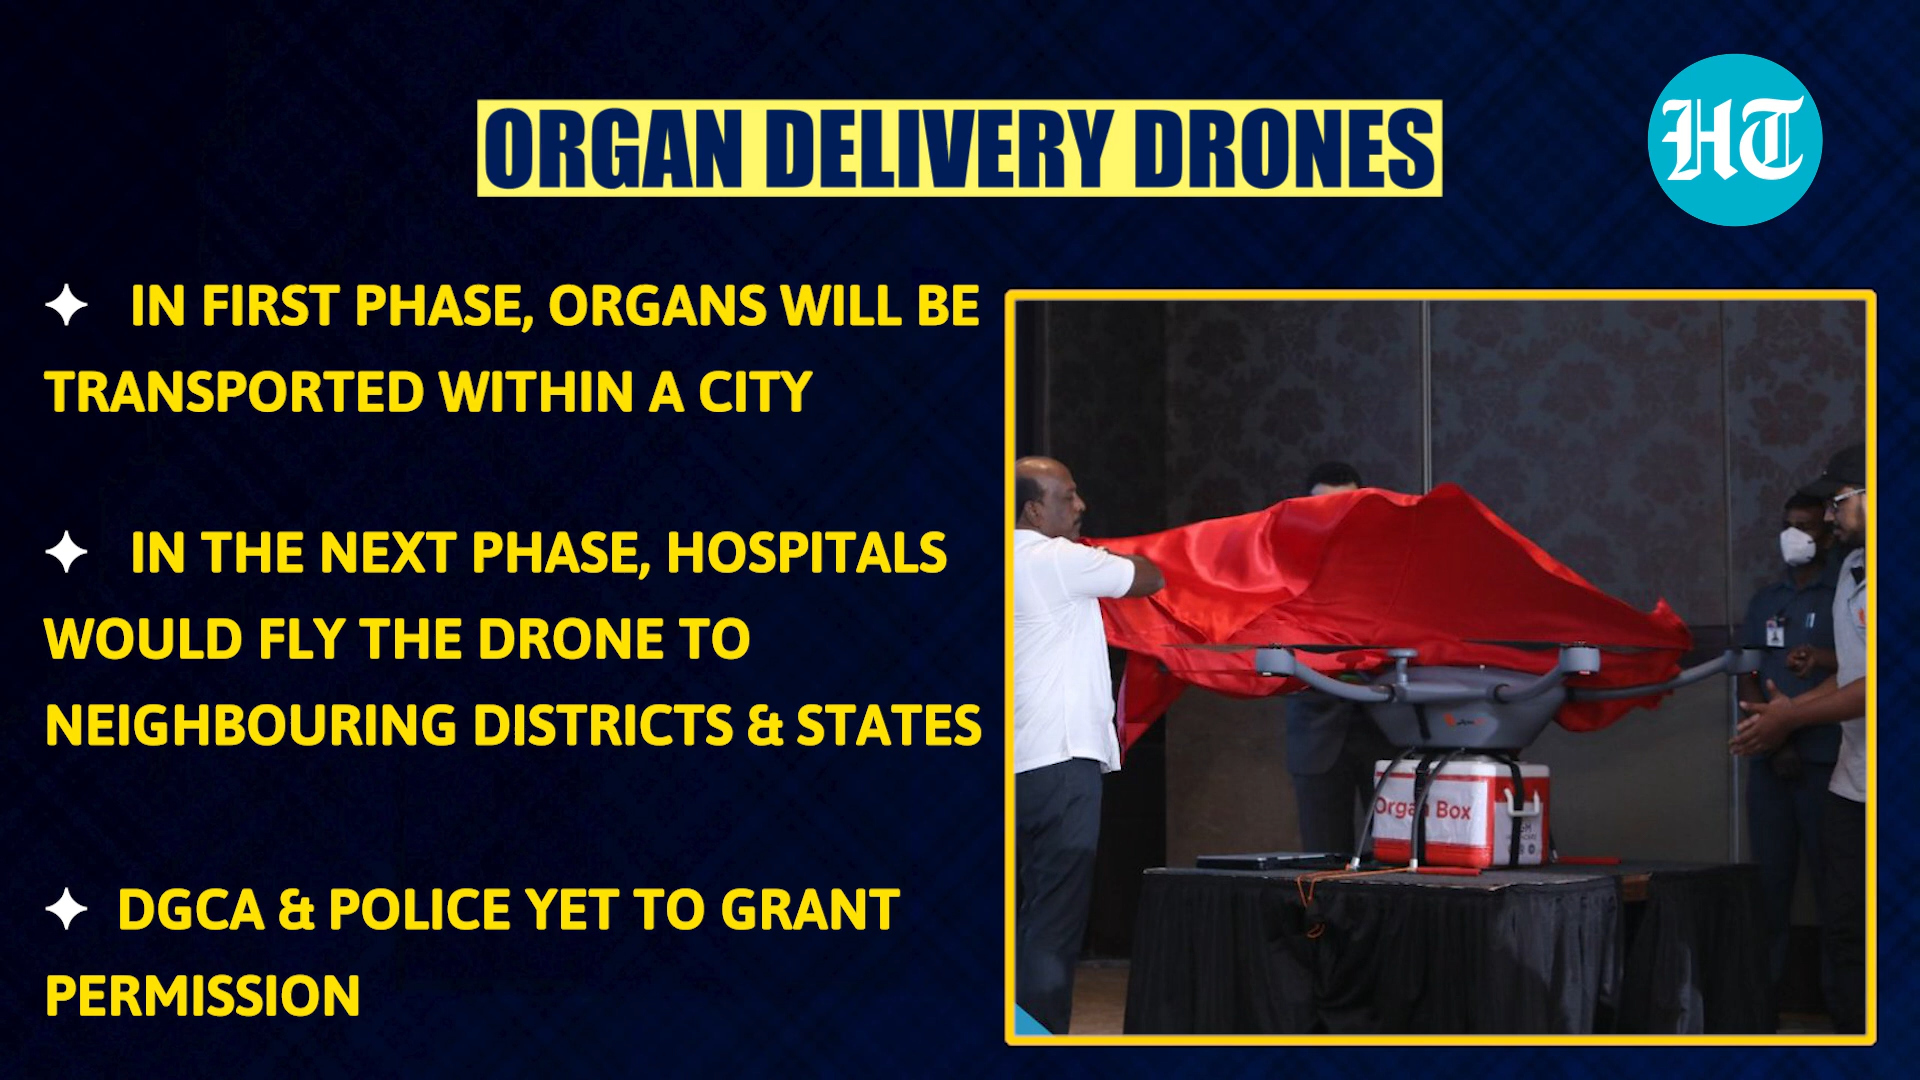 ORGAN DELIVERY DRONES
HT
IN FIRST PHASE, ORGANS WILL BE
TRANSPORTED WITHIN A CITY
IN THE NEXT PHASE, HOSPITALS
WOULD FLY THE DRONE TO
NEIGHBOURING DISTRICTS & STATES
DGCA & POLICE YET TO GRANT
PERMISSION
Organ Box